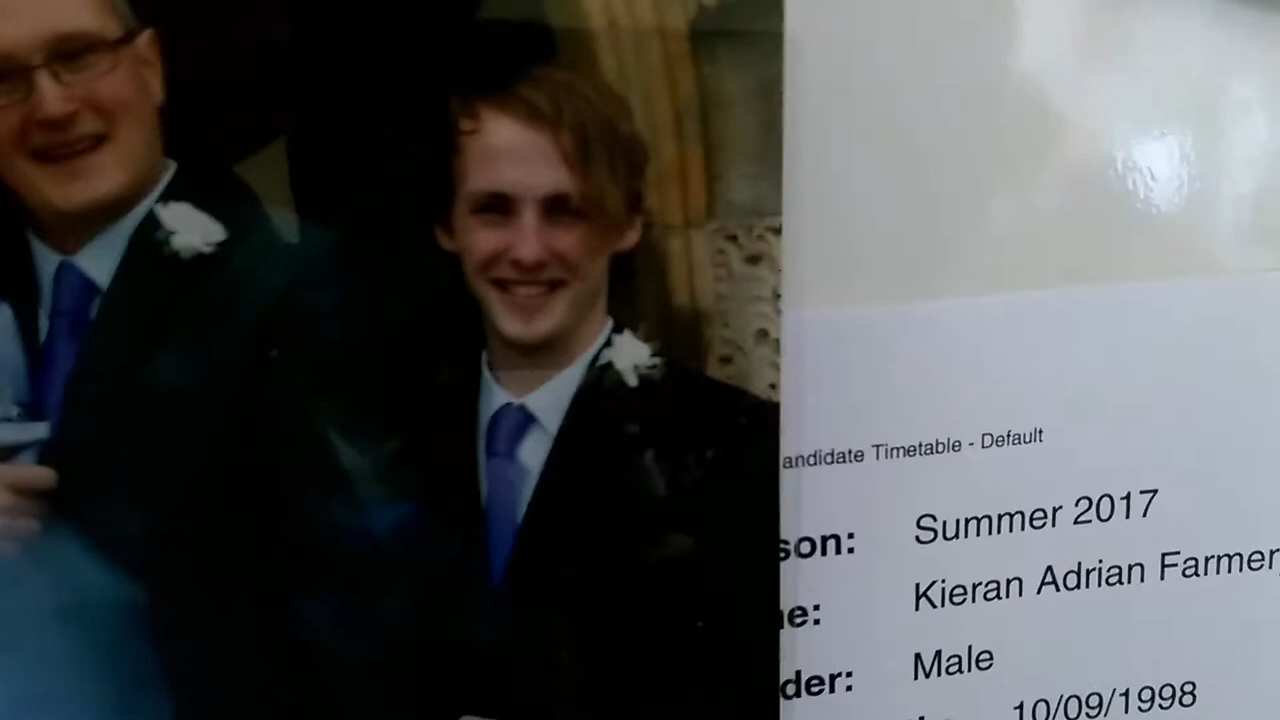 andidate Timetable - Default
son: Summer 2017
e: Kieran Adrian Farmer
der: Male
10/09/1998